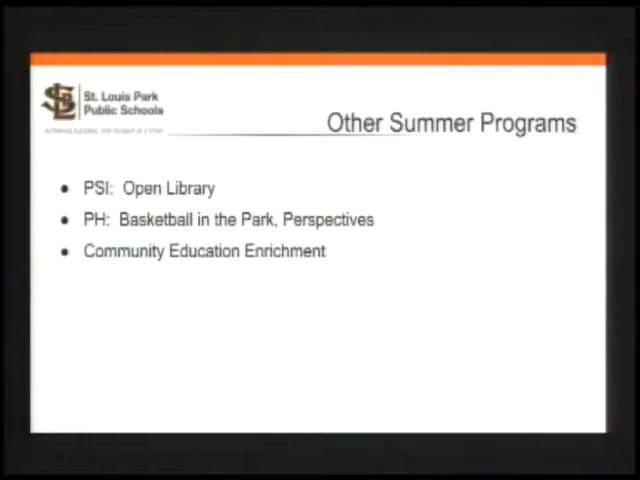 St. Louis Park
Public Schools
Other Summer Programs
PSI: Open Library
PH: Basketball in the Park, Perspectives
Community Education Enrichment